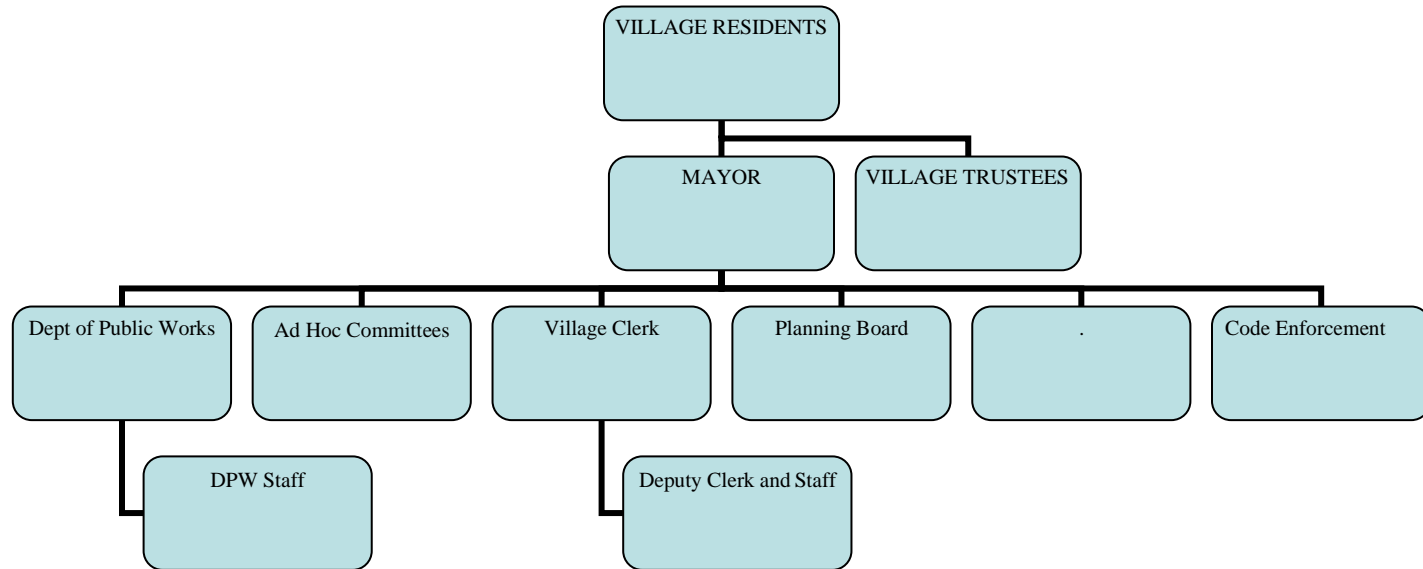 VILLAGE RESIDENTS
MAYOR
VILLAGE TRUSTEES
Dept of Public Works
Ad Hoc Committees
Village Clerk
Planning Board
.
Code Enforcement
DPW Staff
Deputy Clerk and Staff